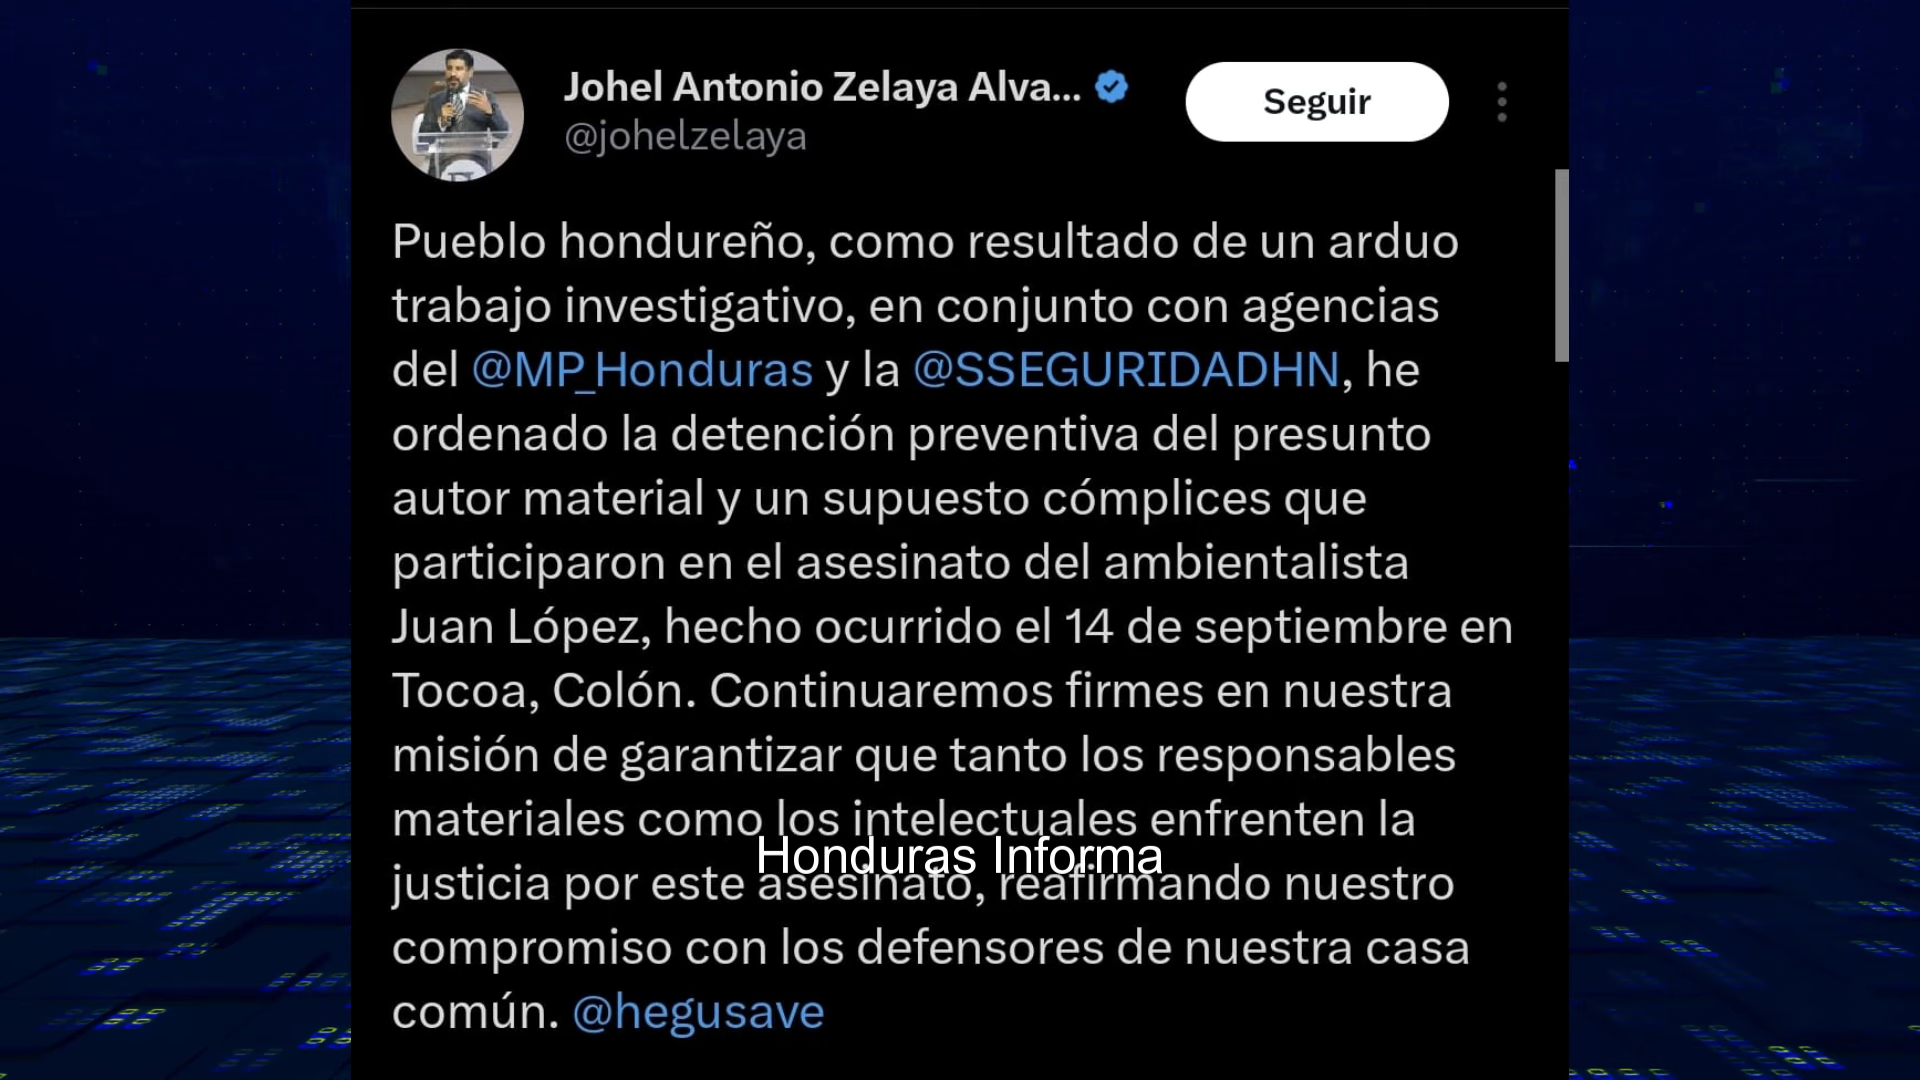 Johel Antonio Zelaya Alva...
@johelzelaya
Seguir
Pueblo hondureño, como resultado de un arduo
trabajo investigativo, en conjunto con agencias
del @MP_Honduras y la @SSEGURIDADHN, he
ordenado la detención preventiva del presunto
autor material y un supuesto cómplices que
participaron en el asesinato del ambientalista
Juan López, hecho ocurrido el 14 de septiembre en
Tocoa, Colón. Continuaremos firmes en nuestra
misión de garantizar que tanto los responsables
materiales como los intelectuales enfrenten la
Honduras Informa
justicia por este asesinato, reafirmando nuestro
compromiso con los defensores de nuestra casa
común. @hegusave